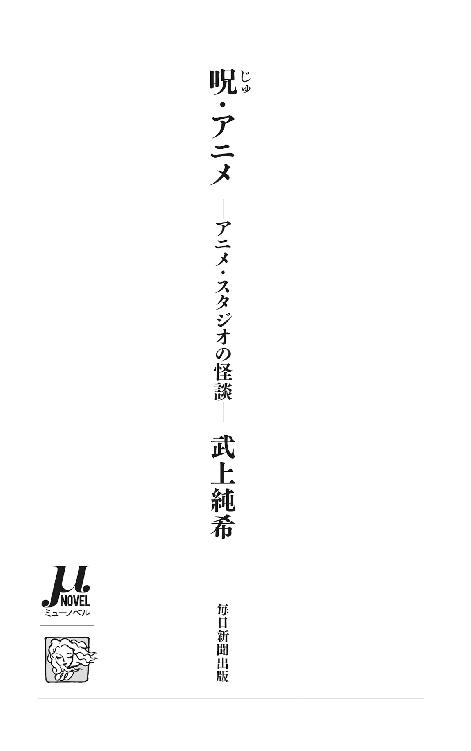 呪・アニメ
じゅ
―アニメ・スタジオの怪談―
武上純希
毎日新聞出版
μ NOVEL
ミューノベル